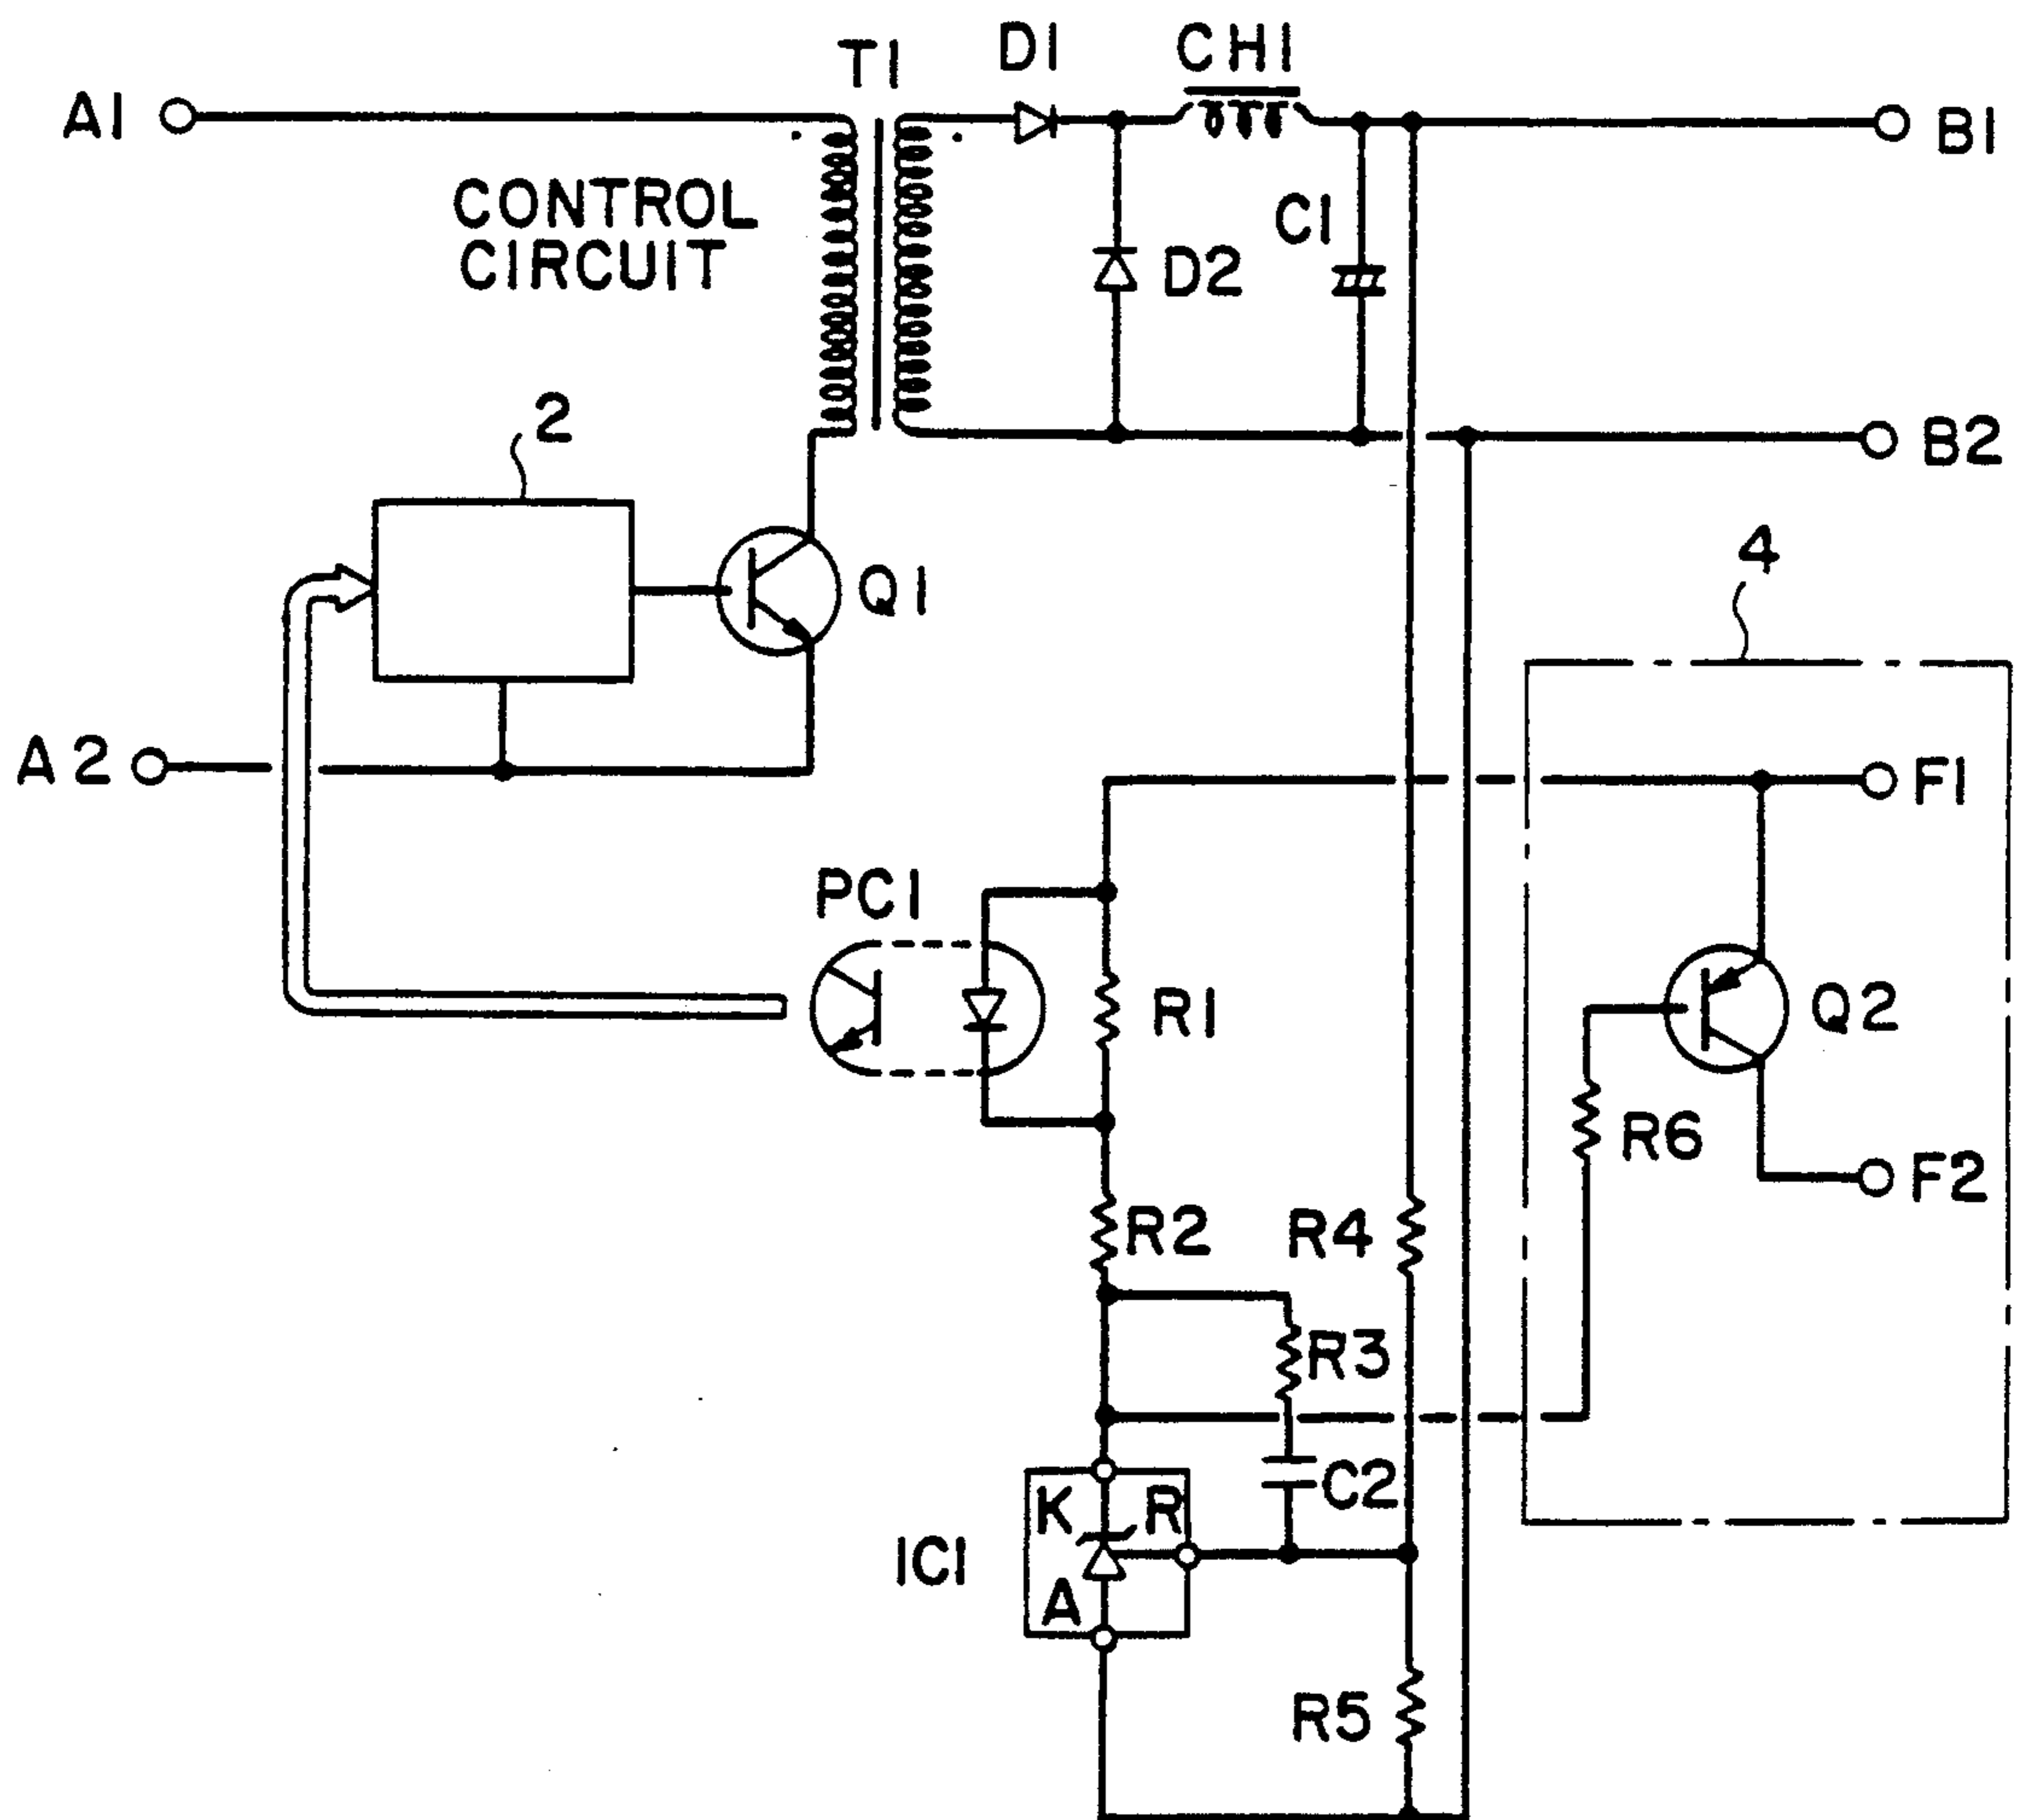 T1
D1
CH1
A1
B1
CONTROL
CIRCUIT
C1
D2
2
B2
4
Q1
A2
F1
PC1
R1
Q2
R6
F2
R2
R4
R3
K
R
C2
IC1
A
R5